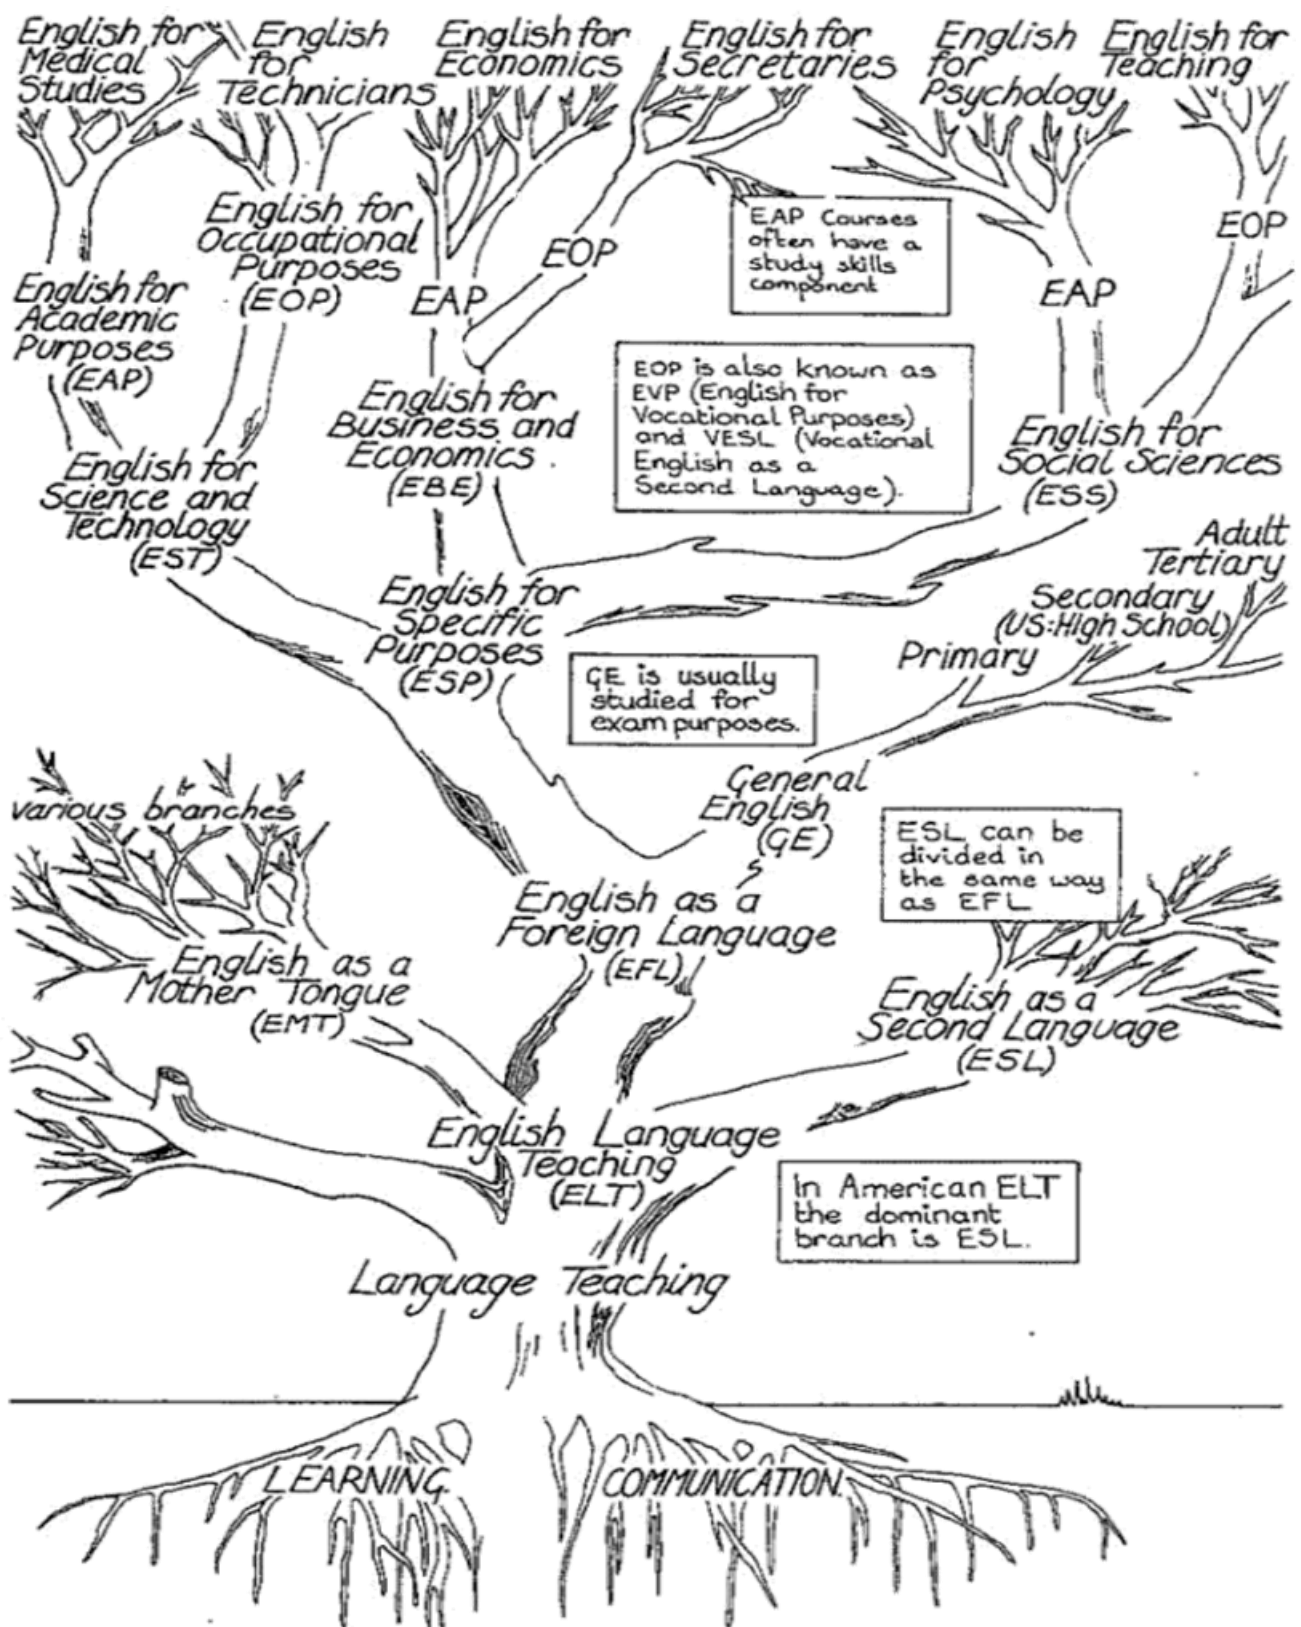 English for
Medical
Studies
English
for
Technicians
English for
Economics
English for
Secretaries
English
for
Psychology
English for
Teaching
English for
Occupational
Purposes
(EOP)
English for
Academic
Purposes
(EAP)
EAP
EOP
EAP Courses
often have a
study skills
component
EAP
EOP
EOP is also known as
EVP (English for
Vocational Purposes)
and VESL (Vocational
English as a
Second Language).
English for
Science and
Technology
(EST)
English for
Business and
Economics
(EBE)
English for
Social Sciences
(ESS)
Adult
Tertiary
Secondary
(US:High School)
Primary
English for
Specific
Purposes
(ESP)
GE is usually
studied for
exam purposes.
General
English
(GE)
various branches
ESL can be
divided in
the same way
as EFL
English as a
Foreign Language
(EFL)
English as a
Mother Tongue
(EMT)
English as a
Second Language
(ESL)
English Language
Teaching
(ELT)
In American ELT
the dominant
branch is ESL.
Language Teaching
LEARNING
COMMUNICATION